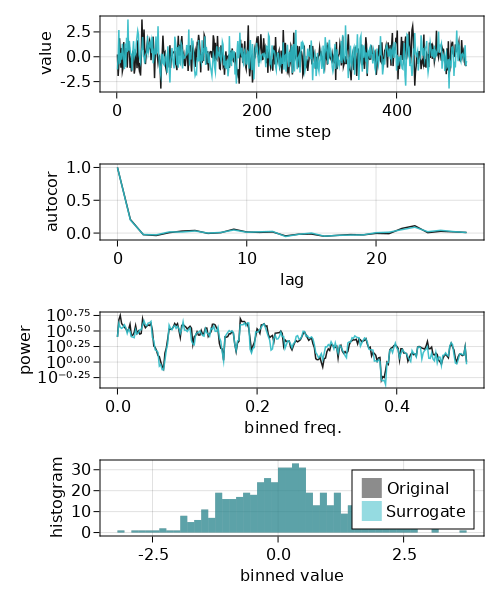 value
2.5
0.0
-2.5
0
200
400
time step
autocor
1.0
0.5
0.0
0
10
20
lag
power
10^0.75
10^0.50
10^0.25
10^0.00
10^−0.25
0.0
0.2
0.4
binned freq.
histogram
30
20
10
0
Original
Surrogate
-2.5
0.0
2.5
binned value